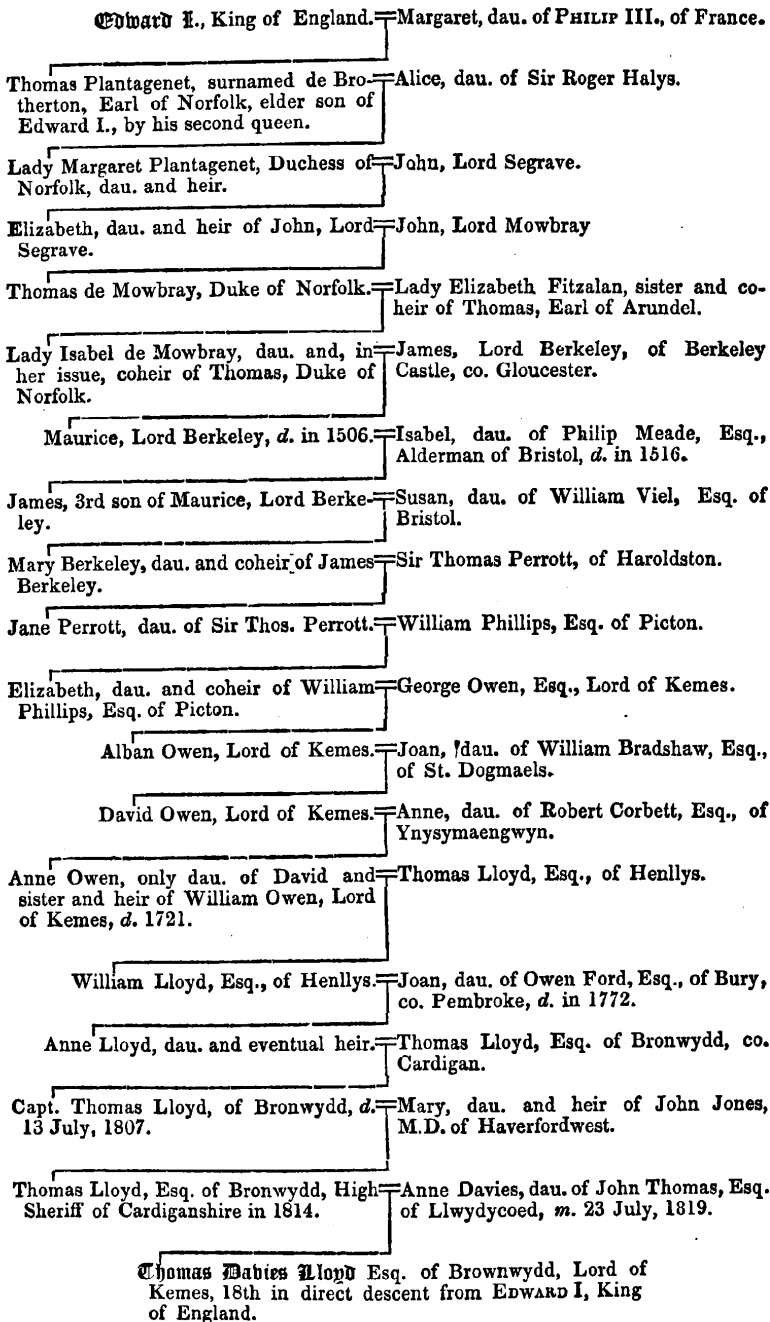 Edward I., King of England. Margaret, dau. of PHILIP III., of France.
Thomas Plantagenet, surnamed de Bro-
therton, Earl of Norfolk, elder son of
Edward I., by his second queen.
Alice, dau. of Sir Roger Halys.
Lady Margaret Plantagenet, Duchess of
Norfolk, dau. and heir.
John, Lord Segrave.
Elizabeth, dau. and heir of John, Lord
Segrave.
John, Lord Mowbray
Thomas de Mowbray, Duke of Norfolk.
Lady Elizabeth Fitzalan, sister and co-
heir of Thomas, Earl of Arundel.
Lady Isabel de Mowbray, dau. and, in
her issue, coheir of Thomas, Duke of
Norfolk.
James, Lord Berkeley, of Berkeley
Castle, co. Gloucester.
Maurice, Lord Berkeley, d. in 1506.
Isabel, dau. of Philip Meade, Esq.,
Alderman of Bristol, d. in 1516.
James, 3rd son of Maurice, Lord Berke-
ley.
Susan, dau. of William Viel, Esq. of
Bristol.
Mary Berkeley, dau. and coheir of James
Berkeley.
Sir Thomas Perrott, of Haroldston.
Jane Perrott, dau. of Sir Thos. Perrott.
William Phillips, Esq. of Picton.
Elizabeth, dau. and coheir of William
Phillips, Esq. of Picton.
George Owen, Esq., Lord of Kemes.
Alban Owen, Lord of Kemes.
Joan, dau. of William Bradshaw, Esq.,
of St. Dogmaels.
David Owen, Lord of Kemes.
Anne, dau. of Robert Corbett, Esq., of
Ynysymaengwyn.
Anne Owen, only dau. of David and
sister and heir of William Owen, Lord
of Kemes, d. 1721.
Thomas Lloyd, Esq., of Henllys.
William Lloyd, Esq., of Henllys.
Joan, dau. of Owen Ford, Esq., of Bury,
co. Pembroke, d. in 1772.
Anne Lloyd, dau. and eventual heir.
Thomas Lloyd, Esq. of Bronwydd, co.
Cardigan.
Capt. Thomas Lloyd, of Bronwydd, d.
13 July, 1807.
Mary, dau. and heir of John Jones,
M.D. of Haverfordwest.
Thomas Lloyd, Esq. of Bronwydd, High
Sheriff of Cardiganshire in 1814.
Anne Davies, dau. of John Thomas, Esq.
of Llwydycoed, m. 23 July, 1819.
Thomas Davies Lloyd Esq. of Brownwydd, Lord of
Kemes, 18th in direct descent from EDWARD I, King
of England.